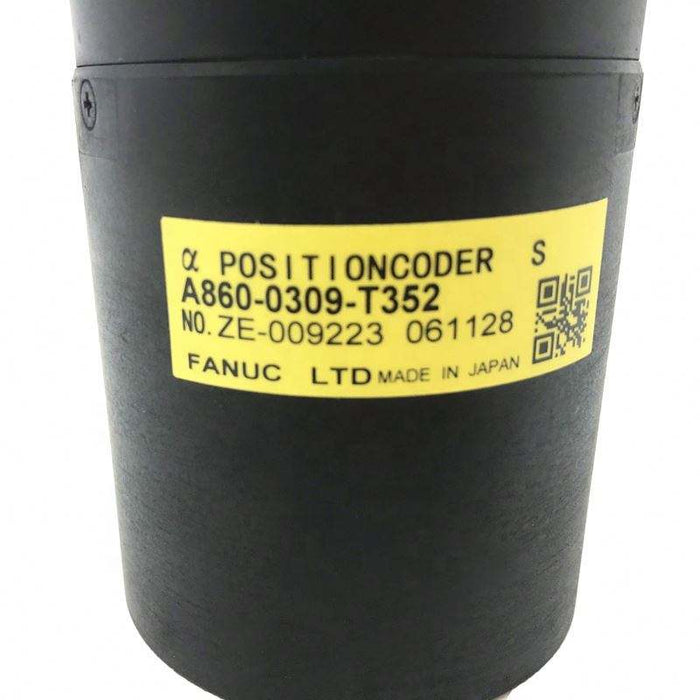 α POSITIONCODER S
A860-0309-T352
NO. ZE-009223 061128
FANUC LTD MADE IN JAPAN